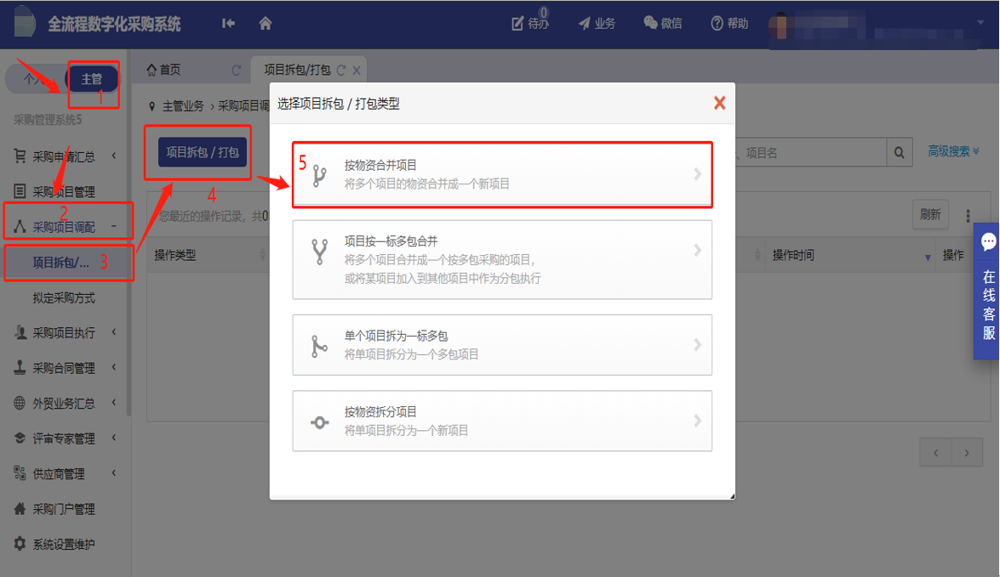 全流程数字化采购系统
待办
0
业务
微信
帮助
个人
主管
1
首页
项目拆包/打包
采购管理系统5
主管业务 › 采购项目调
选择项目拆包 / 打包类型
采购申请汇总
采购项目管理
2
采购项目调配
项目拆包/...
3
拟定采购方式
采购项目执行
采购合同管理
外贸业务汇总
评审专家管理
供应商管理
采购门户管理
系统设置维护
项目拆包 / 打包
4
、项目名
高级搜索
您最近的操作记录，共0
刷新
操作类型
操作时间
操作
5
按物资合并项目
将多个项目的物资合并成一个新项目
项目按一标多包合并
将多个项目合并成一个按多包采购的项目，
或将某项目加入到其他项目中作为分包执行
单个项目拆为一标多包
将单项目拆分为一个多包项目
按物资拆分项目
将单项目拆分为一个新项目
在线客服